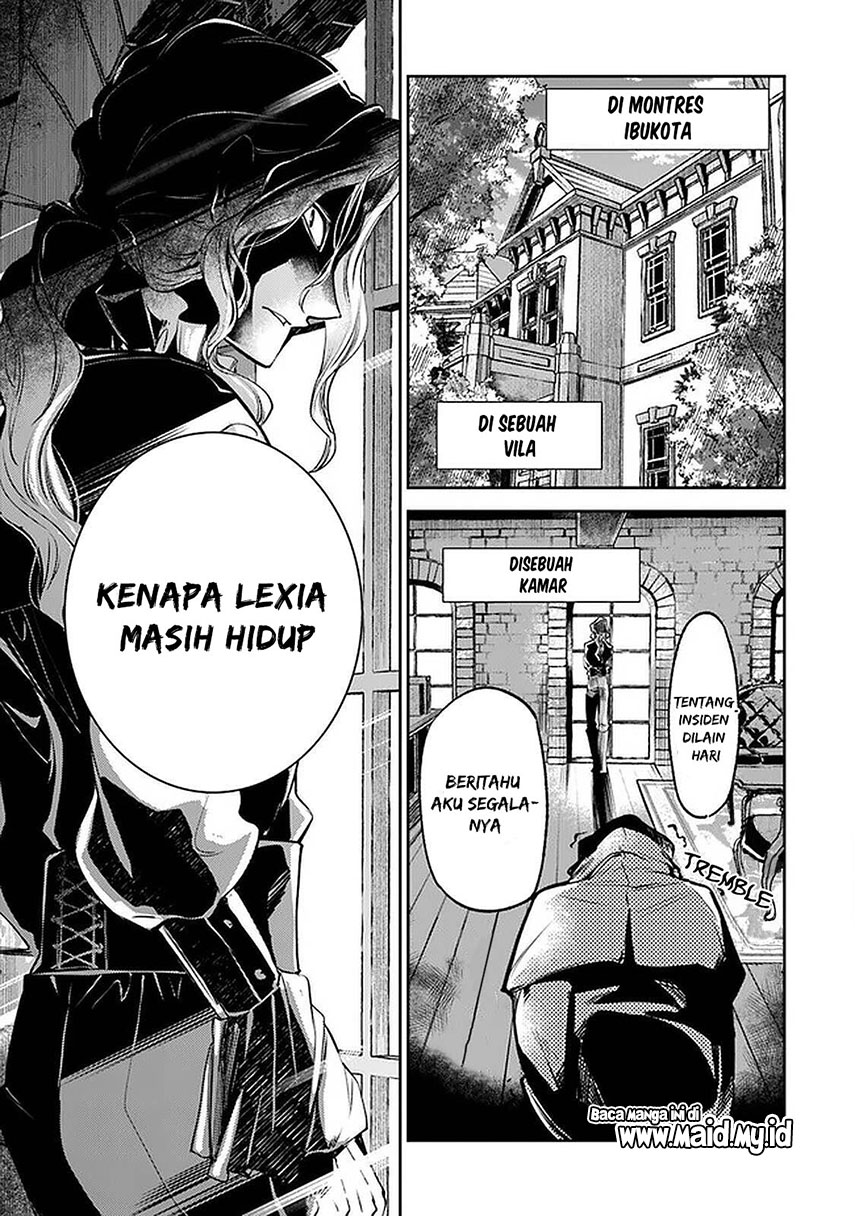 DI MONTRES
IBUKOTA
DI SEBUAH
VILA
DISEBUAH
KAMAR
TENTANG
INSIDEN
DILAIN
HARI
BERITAHU
AKU SEGALA-
NYA
TREMBLE
KENAPA LEXIA
MASIH HIDUP
Baca Manga ini di
www.Maid.My.id